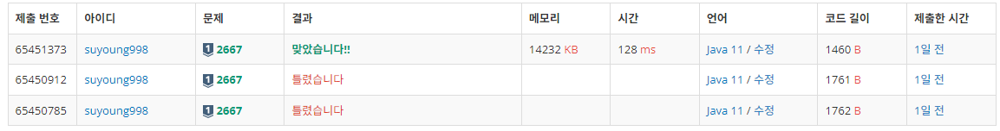 제출 번호 아이디 문제 결과 메모리 시간 언어 코드 길이 제출한 시간
65451373 suyoung998 1 2667 맞았습니다!! 14232 KB 128 ms Java 11 / 수정 1460 B 1일 전
65450912 suyoung998 1 2667 틀렸습니다 Java 11 / 수정 1761 B 1일 전
65450785 suyoung998 1 2667 틀렸습니다 Java 11 / 수정 1762 B 1일 전